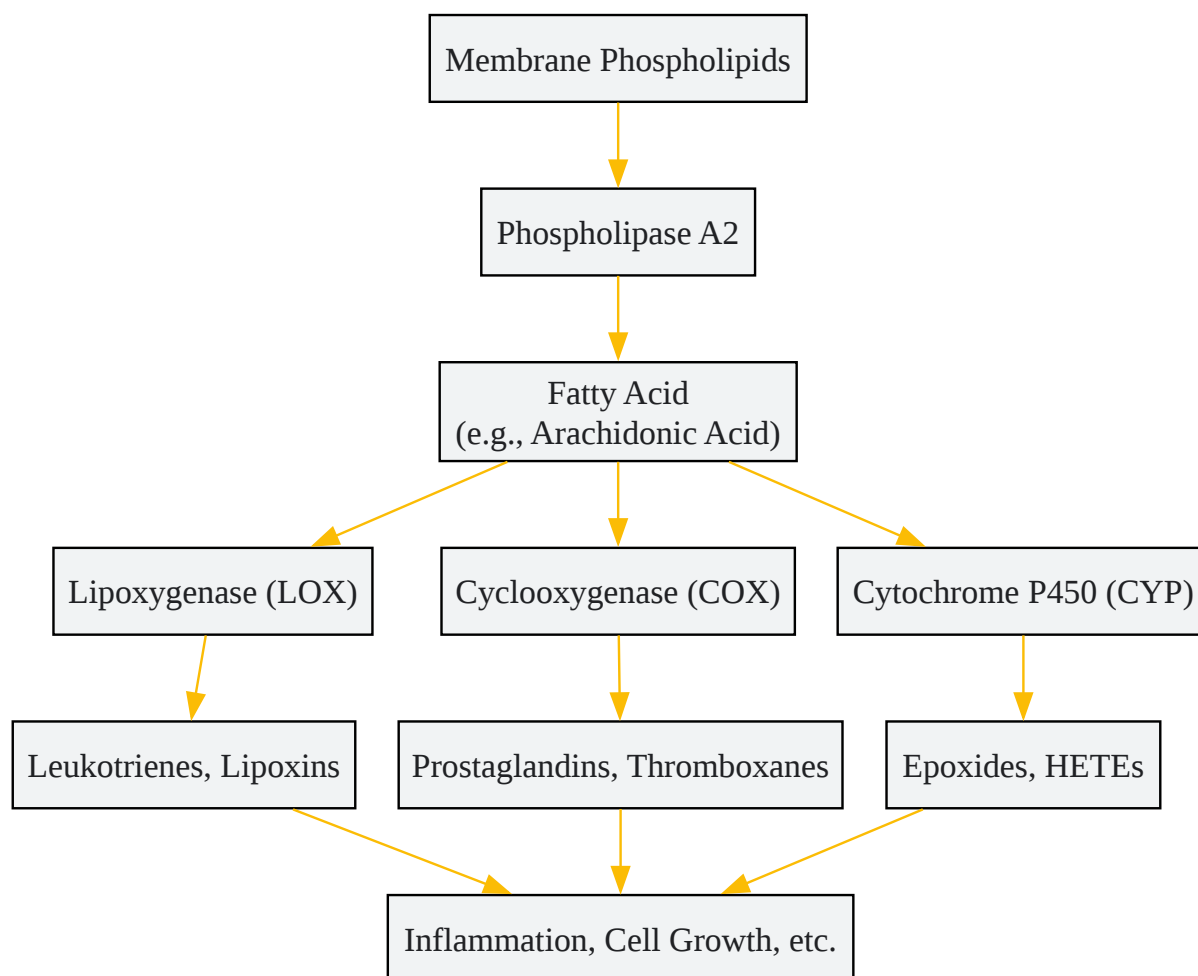 Membrane Phospholipids
Phospholipase A2
Fatty Acid
(e.g., Arachidonic Acid)
Lipoxygenase (LOX)
Cyclooxygenase (COX)
Cytochrome P450 (CYP)
Leukotrienes, Lipoxins
Prostaglandins, Thromboxanes
Epoxides, HETEs
Inflammation, Cell Growth, etc.